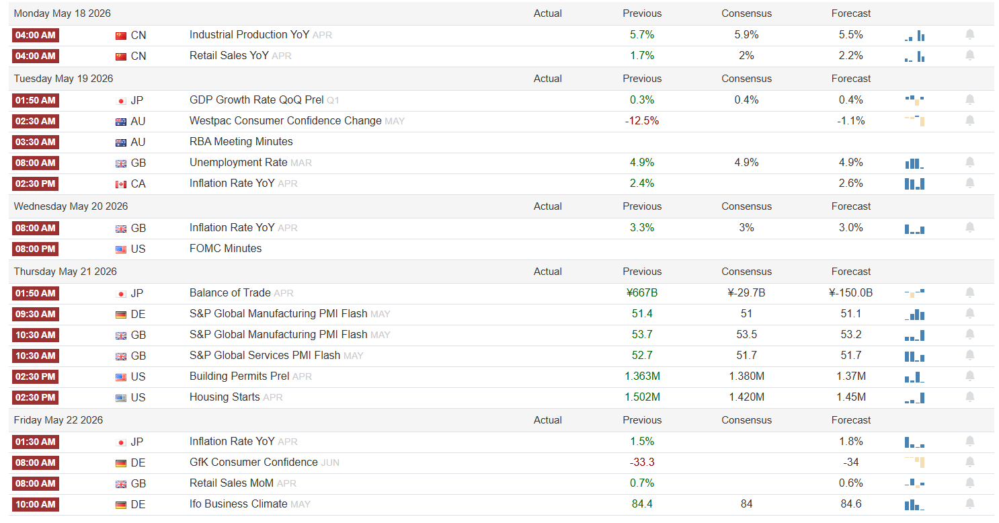 Monday May 18 2026 Actual Previous Consensus Forecast
04:00 AM CN Industrial Production YoY APR 5.7% 5.9% 5.5%
04:00 AM CN Retail Sales YoY APR 1.7% 2% 2.2%
Tuesday May 19 2026 Actual Previous Consensus Forecast
01:50 AM JP GDP Growth Rate QoQ Prel Q1 0.3% 0.4% 0.4%
02:30 AM AU Westpac Consumer Confidence Change MAY -12.5% -1.1%
03:30 AM AU RBA Meeting Minutes
08:00 AM GB Unemployment Rate MAR 4.9% 4.9% 4.9%
02:30 PM CA Inflation Rate YoY APR 2.4% 2.6%
Wednesday May 20 2026 Actual Previous Consensus Forecast
08:00 AM GB Inflation Rate YoY APR 3.3% 3% 3.0%
08:00 PM US FOMC Minutes
Thursday May 21 2026 Actual Previous Consensus Forecast
01:50 AM JP Balance of Trade APR ¥667B ¥-29.7B ¥-150.0B
09:30 AM DE S&P Global Manufacturing PMI Flash MAY 51.4 51 51.1
10:30 AM GB S&P Global Manufacturing PMI Flash MAY 53.7 53.5 53.2
10:30 AM GB S&P Global Services PMI Flash MAY 52.7 51.7 51.7
02:30 PM US Building Permits Prel APR 1.363M 1.380M 1.37M
02:30 PM US Housing Starts APR 1.502M 1.420M 1.45M
Friday May 22 2026 Actual Previous Consensus Forecast
01:30 AM JP Inflation Rate YoY APR 1.5% 1.8%
08:00 AM DE GfK Consumer Confidence JUN -33.3 -34
08:00 AM GB Retail Sales MoM APR 0.7% 0.6%
10:00 AM DE Ifo Business Climate MAY 84.4 84 84.6